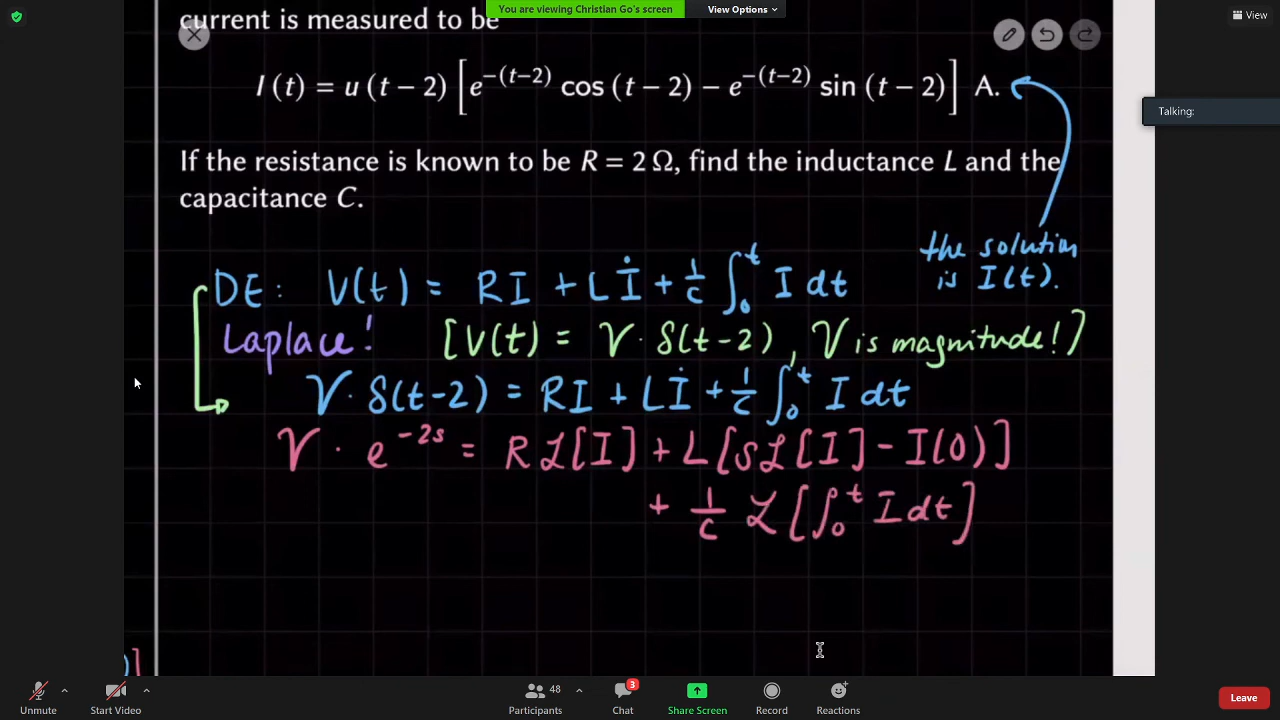 You are viewing Christian Go's screen
View Options
View
current is measured to be
I (t) = u (t − 2) [e^{−(t−2)} cos (t − 2) − e^{−(t−2)} sin (t − 2)] A.
Talking:
If the resistance is known to be R = 2 Ω, find the inductance L and the
capacitance C.
the solution
is I(t).
DE: V(t) = RI + Lİ + 1/C ∫₀ᵗ I dt
Laplace! [V(t) = 𝒱 · δ(t-2), 𝒱 is magnitude!]
𝒱 · δ(t-2) = RI + Lİ + 1/C ∫₀ᵗ I dt
𝒱 · e^{-2s} = R ℒ[I] + L[sℒ[I] - I(0)]
+ 1/C ℒ[∫₀ᵗ I dt]
48
3
Unmute
Start Video
Participants
Chat
Share Screen
Record
Reactions
Leave